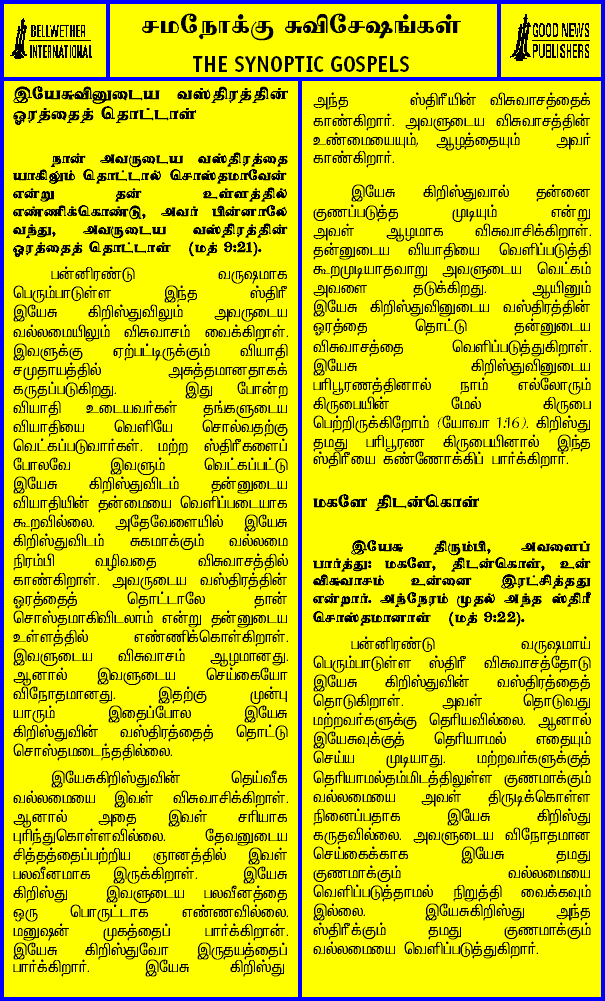 BELLWETHER
INTERNATIONAL
சமநோக்கு சுவிசேஷங்கள்
THE SYNOPTIC GOSPELS
GOOD NEWS
PUBLISHERS
இயேசுவினுடைய வஸ்திரத்தின்
ஓரத்தைத் தொட்டாள்
நான் அவருடைய வஸ்திரத்தை
யாகிலும் தொட்டால் சொஸ்தமாவேன்
என்று தன் உள்ளத்தில்
எண்ணிக்கொண்டு, அவர் பின்னாலே
வந்து, அவருடைய வஸ்திரத்தின்
ஓரத்தைத் தொட்டாள் (மத் 9:21).
பன்னிரண்டு வருஷமாக
பெரும்பாடுள்ள இந்த ஸ்திரீ
இயேசு கிறிஸ்துவிலும் அவருடைய
வல்லமையிலும் விசுவாசம் வைக்கிறாள்.
இவளுக்கு ஏற்பட்டிருக்கும் வியாதி
சமுதாயத்தில் அசுத்தமானதாகக்
கருதப்படுகிறது. இது போன்ற
வியாதி உடையவர்கள் தங்களுடைய
வியாதியை வெளியே சொல்வதற்கு
வெட்கப்படுவார்கள். மற்ற ஸ்திரீகளைப்
போலவே இவளும் வெட்கப்பட்டு
இயேசு கிறிஸ்துவிடம் தன்னுடைய
வியாதியின் தன்மையை வெளிப்படையாக
கூறவில்லை. அதேவேளையில் இயேசு
கிறிஸ்துவிடம் சுகமாக்கும் வல்லமை
நிரம்பி வழிவதை விசுவாசத்தில்
காண்கிறாள். அவருடைய வஸ்திரத்தின்
ஓரத்தைத் தொட்டாலே தான்
சொஸ்தமாகிவிடலாம் என்று தன்னுடைய
உள்ளத்தில் எண்ணிக்கொள்கிறாள்.
இவளுடைய விசுவாசம் ஆழமானது.
ஆனால் இவளுடைய செய்கையோ
விநோதமானது. இதற்கு முன்பு
யாரும் இதைப்போல இயேசு
கிறிஸ்துவின் வஸ்திரத்தைத் தொட்டு
சொஸ்தமடைந்ததில்லை.
இயேசுகிறிஸ்துவின் தெய்வீக
வல்லமையை இவள் விசுவாசிக்கிறாள்.
ஆனால் அதை இவள் சரியாக
புரிந்துகொள்ளவில்லை. தேவனுடைய
சித்தத்தைப்பற்றிய ஞானத்தில் இவள்
பலவீனமாக இருக்கிறாள். இயேசு
கிறிஸ்து இவளுடைய பலவீனத்தை
ஒரு பொருட்டாக எண்ணவில்லை.
மனுஷன் முகத்தைப் பார்க்கிறான்.
இயேசு கிறிஸ்துவோ இருதயத்தைப்
பார்க்கிறார். இயேசு கிறிஸ்து
அந்த ஸ்திரீயின் விசுவாசத்தைக்
காண்கிறார். அவளுடைய விசுவாசத்தின்
உண்மையையும், ஆழத்தையும் அவர்
காண்கிறார்.
இயேசு கிறிஸ்துவால் தன்னை
குணப்படுத்த முடியும் என்று
அவள் ஆழமாக விசுவாசிக்கிறாள்.
தன்னுடைய வியாதியை வெளிப்படுத்தி
கூறமுடியாதவாறு அவளுடைய வெட்கம்
அவளை தடுக்கிறது. ஆயினும்
இயேசு கிறிஸ்துவினுடைய வஸ்திரத்தின்
ஓரத்தை தொட்டு தன்னுடைய
விசுவாசத்தை வெளிப்படுத்துகிறாள்.
இயேசு கிறிஸ்துவினுடைய
பரிபூரணத்தினால் நாம் எல்லோரும்
கிருபையின் மேல் கிருபை
பெற்றிருக்கிறோம் (யோவா 1:16). கிறிஸ்து
தமது பரிபூரண கிருபையினால் இந்த
ஸ்திரீயை கண்ணோக்கிப் பார்க்கிறார்.
மகளே திடன்கொள்
இயேசு திரும்பி, அவளைப்
பார்த்து: மகளே, திடன்கொள், உன்
விசுவாசம் உன்னை இரட்சித்தது
என்றார். அந்நேரம் முதல் அந்த ஸ்திரீ
சொஸ்தமானாள் (மத் 9:22).
பன்னிரண்டு வருஷமாய்
பெரும்பாடுள்ள ஸ்திரீ விசுவாசத்தோடு
இயேசு கிறிஸ்துவின் வஸ்திரத்தைத்
தொடுகிறாள். அவள் தொடுவது
மற்றவர்களுக்கு தெரியவில்லை. ஆனால்
இயேசுவுக்குத் தெரியாமல் எதையும்
செய்ய முடியாது. மற்றவர்களுக்குத்
தெரியாமல்தம்மிடத்திலுள்ள குணமாக்கும்
வல்லமையை அவள் திருடிக்கொள்ள
நினைப்பதாக இயேசு கிறிஸ்து
கருதவில்லை. அவளுடைய விநோதமான
செய்கைக்காக இயேசு தமது
குணமாக்கும் வல்லமையை
வெளிப்படுத்தாமல் நிறுத்தி வைக்கவும்
இல்லை. இயேசுகிறிஸ்து அந்த
ஸ்திரீக்கும் தமது குணமாக்கும்
வல்லமையை வெளிப்படுத்துகிறார்.